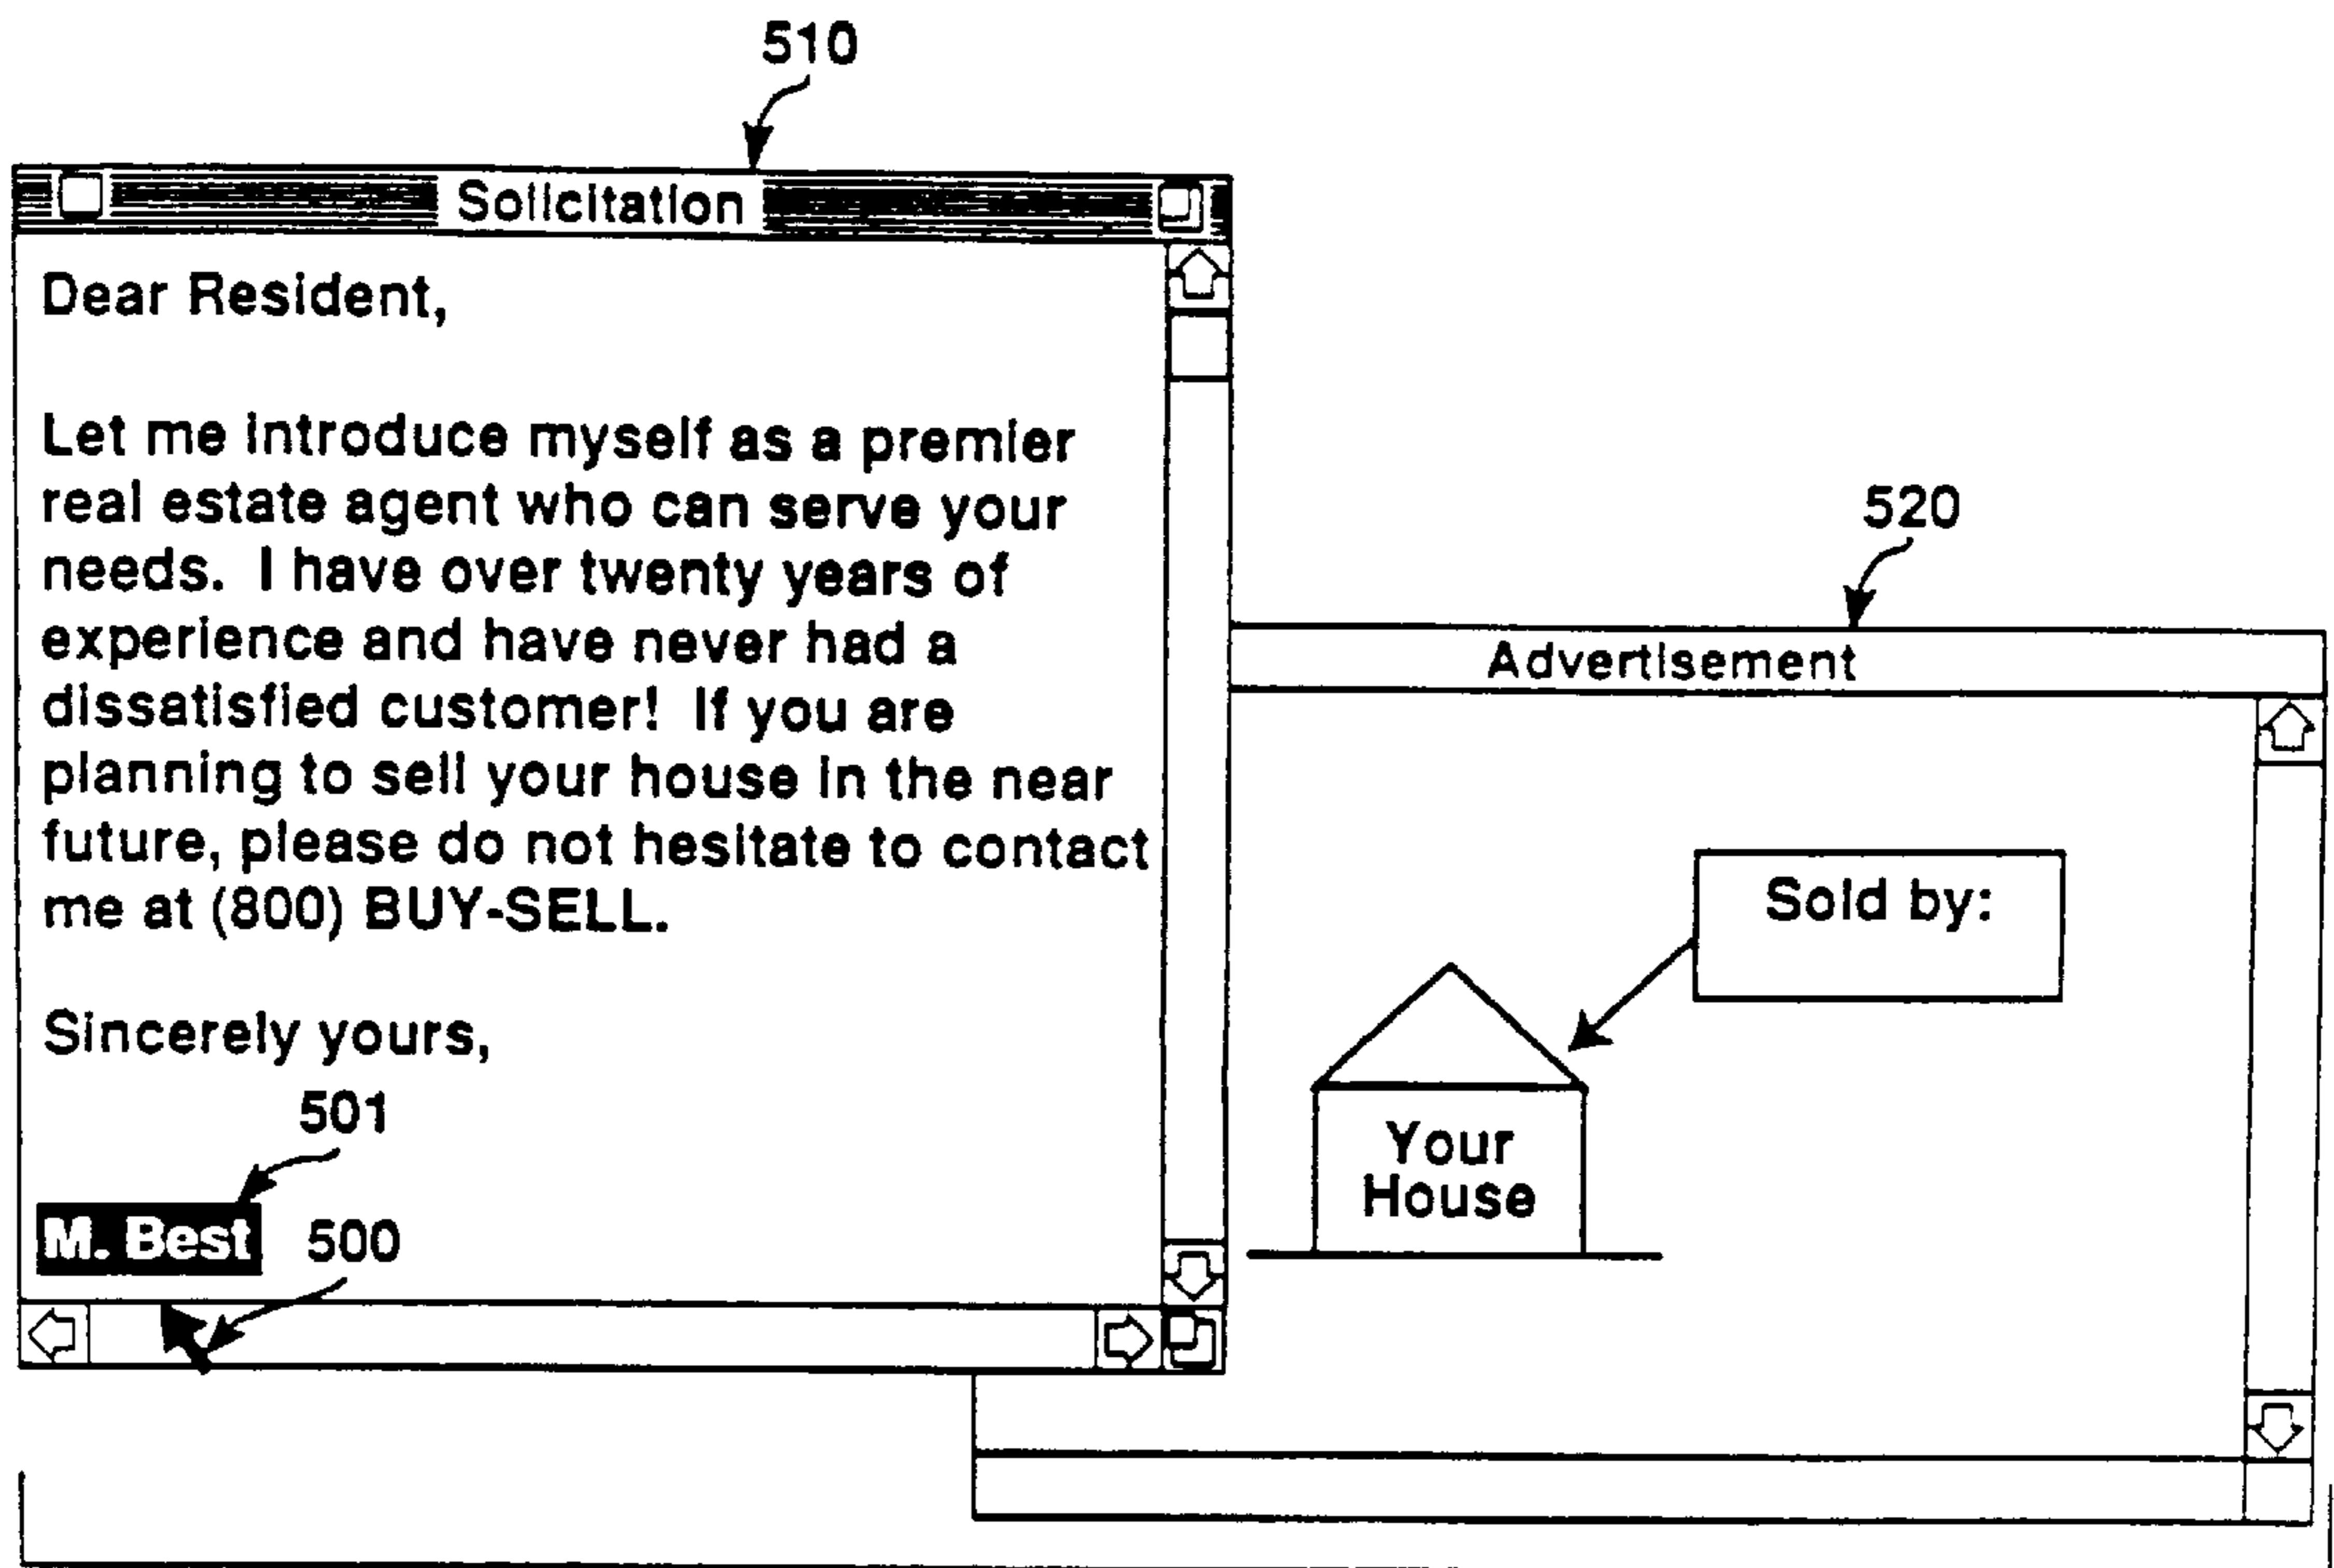 510
Solicitation
Dear Resident,
Let me introduce myself as a premier
real estate agent who can serve your
needs.  I have over twenty years of
experience and have never had a
dissatisfied customer!  If you are
planning to sell your house in the near
future, please do not hesitate to contact
me at (800) BUY-SELL.
Sincerely yours,
501
M. Best
500
520
Advertisement
Sold by:
Your
House